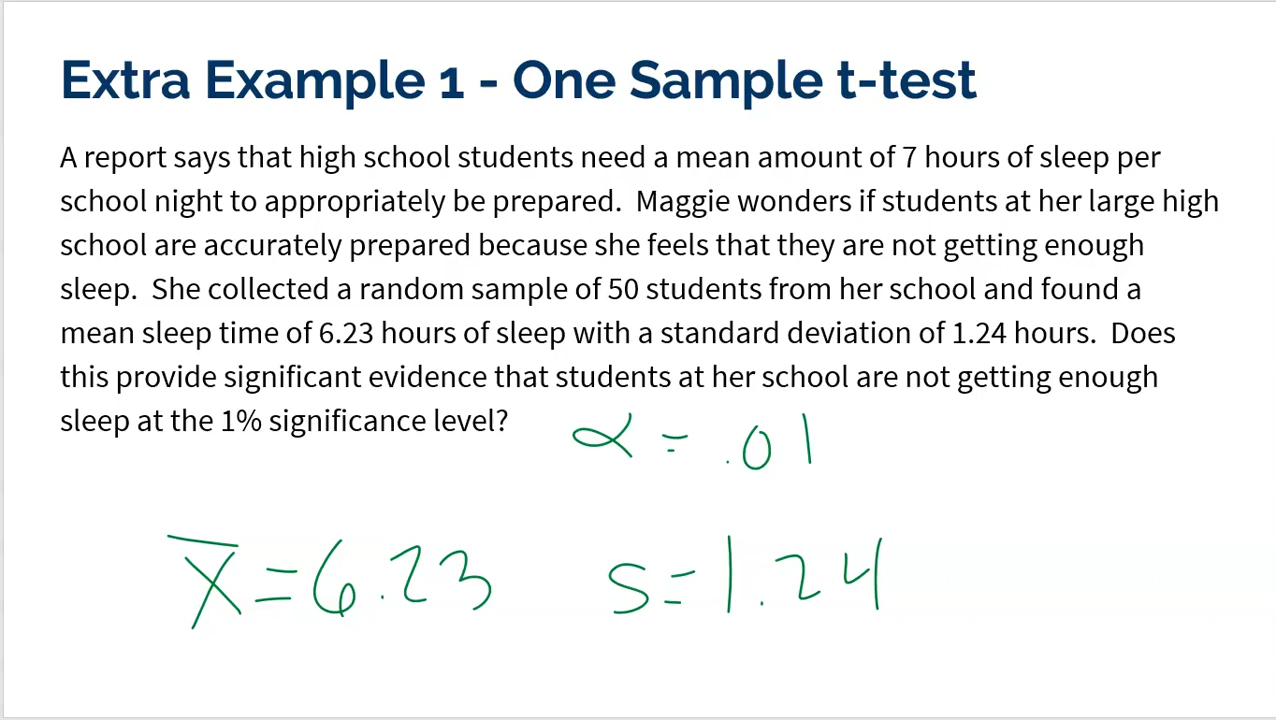 Extra Example 1 - One Sample t-test
A report says that high school students need a mean amount of 7 hours of sleep per
school night to appropriately be prepared.  Maggie wonders if students at her large high
school are accurately prepared because she feels that they are not getting enough
sleep.  She collected a random sample of 50 students from her school and found a
mean sleep time of 6.23 hours of sleep with a standard deviation of 1.24 hours.  Does
this provide significant evidence that students at her school are not getting enough
sleep at the 1% significance level?
α = .01
x̅ = 6.23 s = 1.24